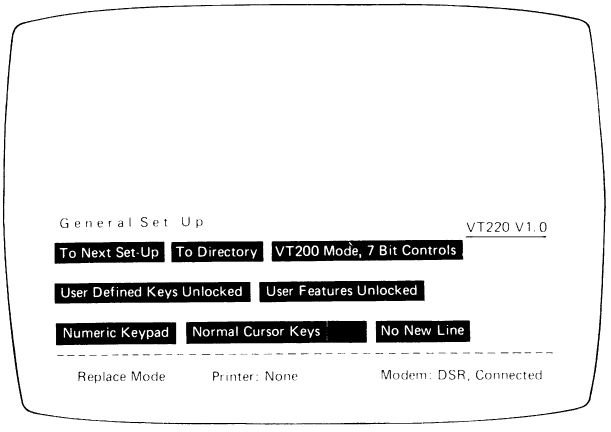 General Set Up
VT220 V1.0
To Next Set-Up To Directory VT200 Mode, 7 Bit Controls
User Defined Keys Unlocked User Features Unlocked
Numeric Keypad Normal Cursor Keys No New Line
Replace Mode Printer: None Modem: DSR, Connected